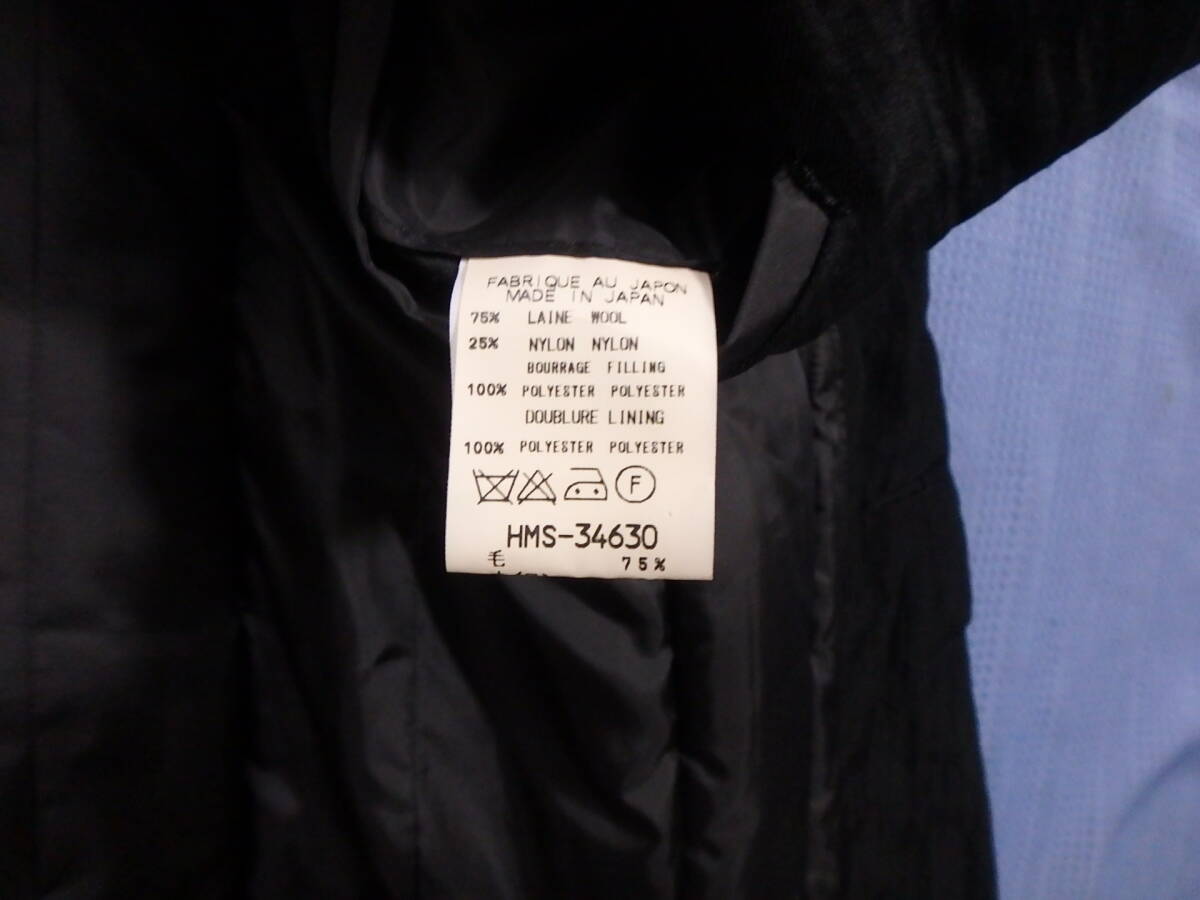 FABRIQUE AU JAPON
MADE IN JAPAN
75% LAINE WOOL
25% NYLON NYLON
BOURRAGE FILLING
100% POLYESTER POLYESTER
DOUBLURE LINING
100% POLYESTER POLYESTER
F
HMS-34630
毛 75%